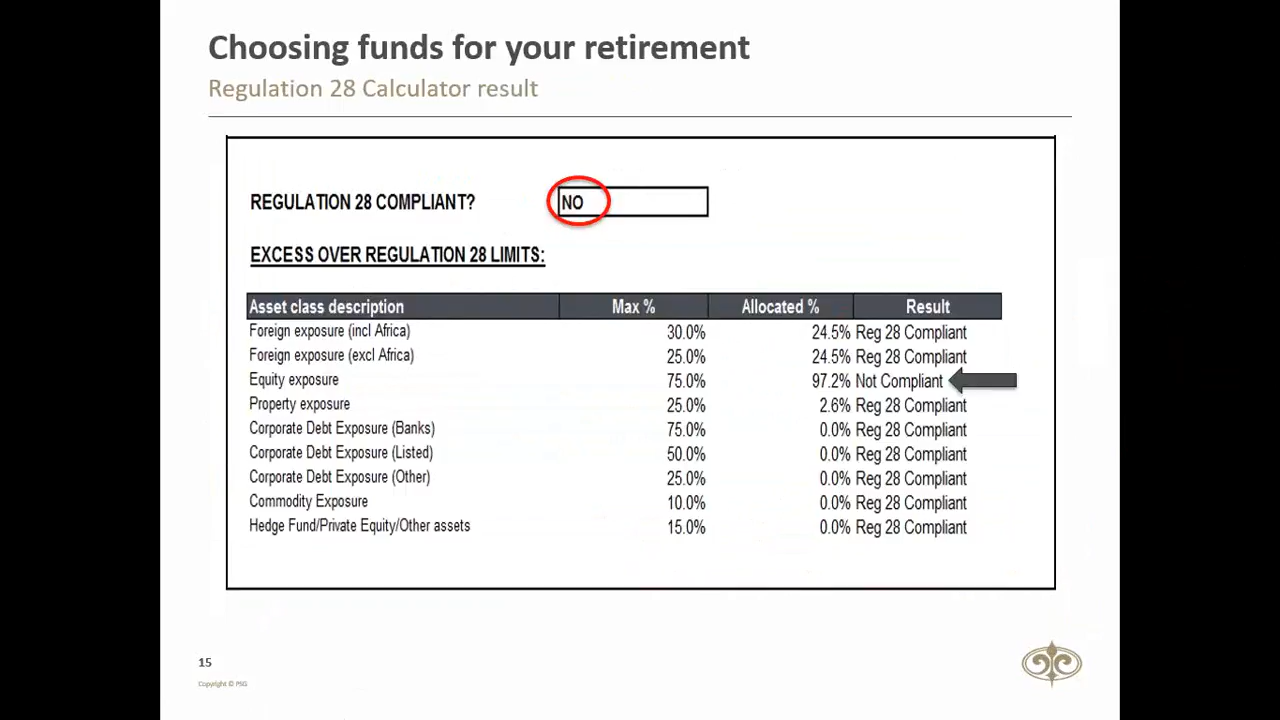 Choosing funds for your retirement
Regulation 28 Calculator result
REGULATION 28 COMPLIANT? NO
EXCESS OVER REGULATION 28 LIMITS:
Asset class description Max % Allocated % Result
Foreign exposure (incl Africa) 30.0% 24.5% Reg 28 Compliant
Foreign exposure (excl Africa) 25.0% 24.5% Reg 28 Compliant
Equity exposure 75.0% 97.2% Not Compliant
Property exposure 25.0% 2.6% Reg 28 Compliant
Corporate Debt Exposure (Banks) 75.0% 0.0% Reg 28 Compliant
Corporate Debt Exposure (Listed) 50.0% 0.0% Reg 28 Compliant
Corporate Debt Exposure (Other) 25.0% 0.0% Reg 28 Compliant
Commodity Exposure 10.0% 0.0% Reg 28 Compliant
Hedge Fund/Private Equity/Other assets 15.0% 0.0% Reg 28 Compliant
15
Copyright © PSG